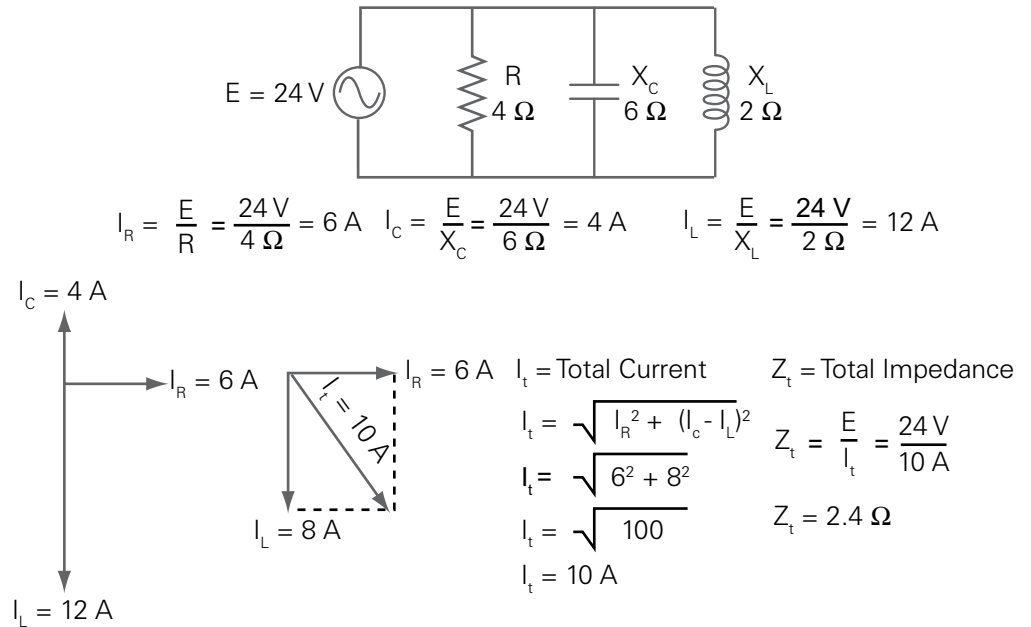 E = 24 V
R
4 Ω
X_C
6 Ω
X_L
2 Ω
I_R = E/R = 24 V/4 Ω = 6 A I_C = E/X_C = 24 V/6 Ω = 4 A I_L = E/X_L = 24 V/2 Ω = 12 A
I_C = 4 A
I_R = 6 A
I_L = 12 A
I_R = 6 A
I_t = 10 A
I_L = 8 A
I_t = Total Current
I_t = √(I_R² + (I_c - I_L)²)
I_t = √(6² + 8²)
I_t = √100
I_t = 10 A
Z_t = Total Impedance
Z_t = E/I_t = 24 V/10 A
Z_t = 2.4 Ω